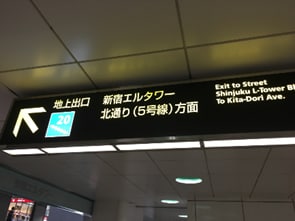 地上出口
20
新宿エルタワー
北通り(5号線)方面
Exit to Street
Shinjuku L-Tower
To Kita-Dori Ave.